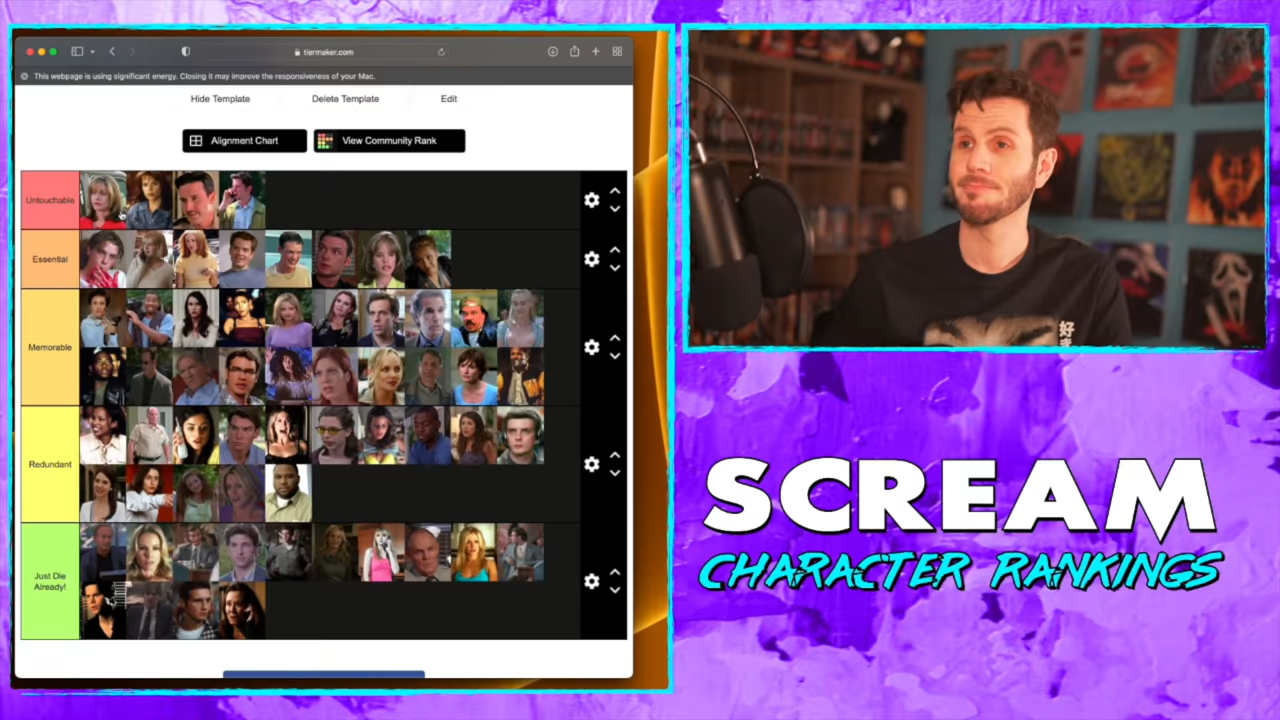 tiermaker.com
This webpage is using significant energy. Closing it may improve the responsiveness of your Mac.
Hide Template
Delete Template
Edit
Alignment Chart
View Community Rank
Untouchable
Essential
Memorable
Redundant
Just Die
Already!
SCREAM
CHARACTER RANKINGS